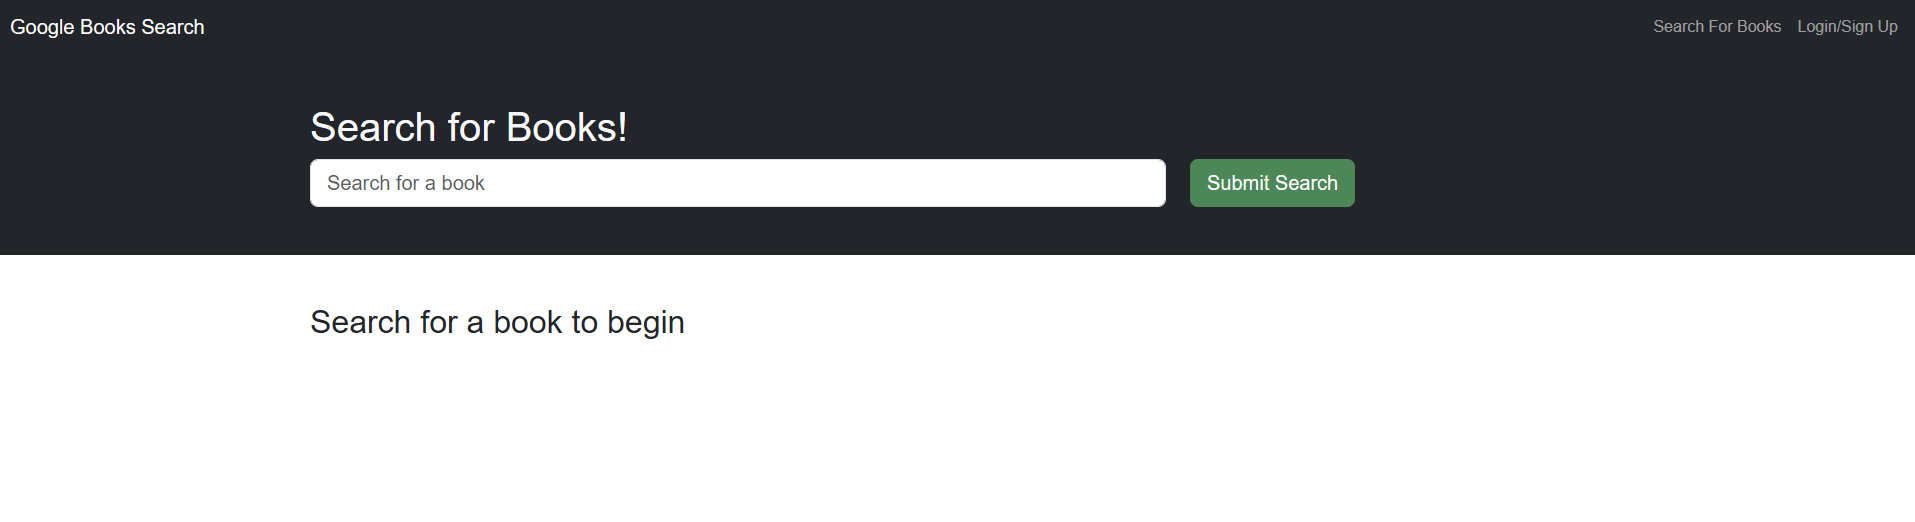 Google Books Search
Search For Books
Login/Sign Up
Search for Books!
Search for a book
Submit Search
Search for a book to begin